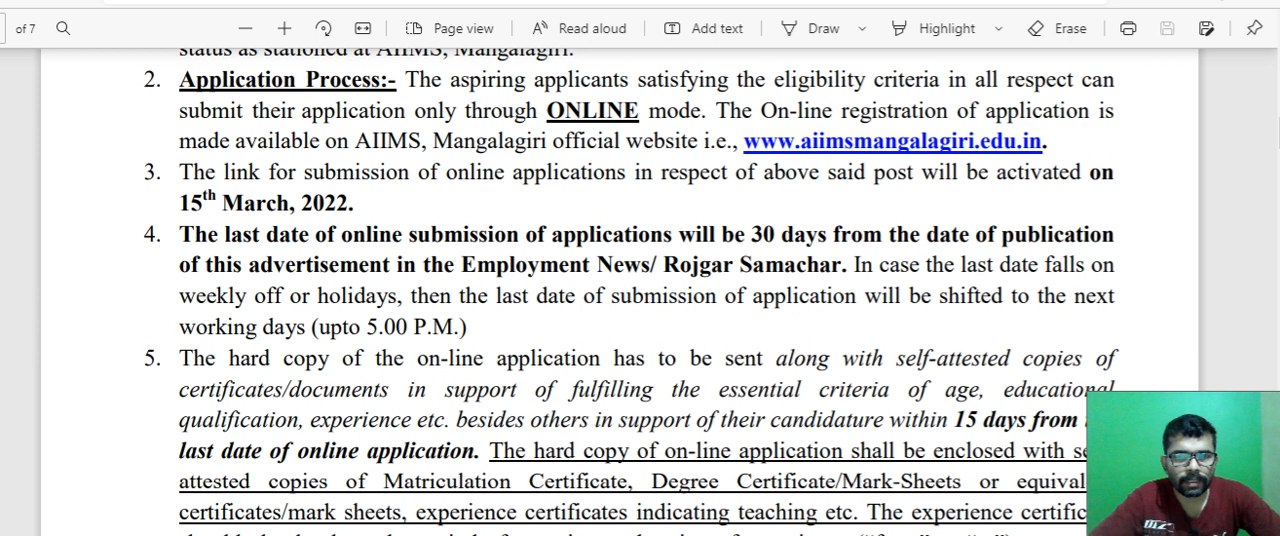 of 7 Page view Read aloud Add text Draw Highlight Erase
status as stationed at AIIMS, Mangalagiri.
2. Application Process:- The aspiring applicants satisfying the eligibility criteria in all respect can
submit their application only through ONLINE mode. The On-line registration of application is
made available on AIIMS, Mangalagiri official website i.e., www.aiimsmangalagiri.edu.in.
3. The link for submission of online applications in respect of above said post will be activated on
15th March, 2022.
4. The last date of online submission of applications will be 30 days from the date of publication
of this advertisement in the Employment News/ Rojgar Samachar. In case the last date falls on
weekly off or holidays, then the last date of submission of application will be shifted to the next
working days (upto 5.00 P.M.)
5. The hard copy of the on-line application has to be sent along with self-attested copies of
certificates/documents in support of fulfilling the essential criteria of age, educational
qualification, experience etc. besides others in support of their candidature within 15 days from
last date of online application. The hard copy of on-line application shall be enclosed with
attested copies of Matriculation Certificate, Degree Certificate/Mark-Sheets or
certificates/mark sheets, experience certificates indicating teaching etc. The experience